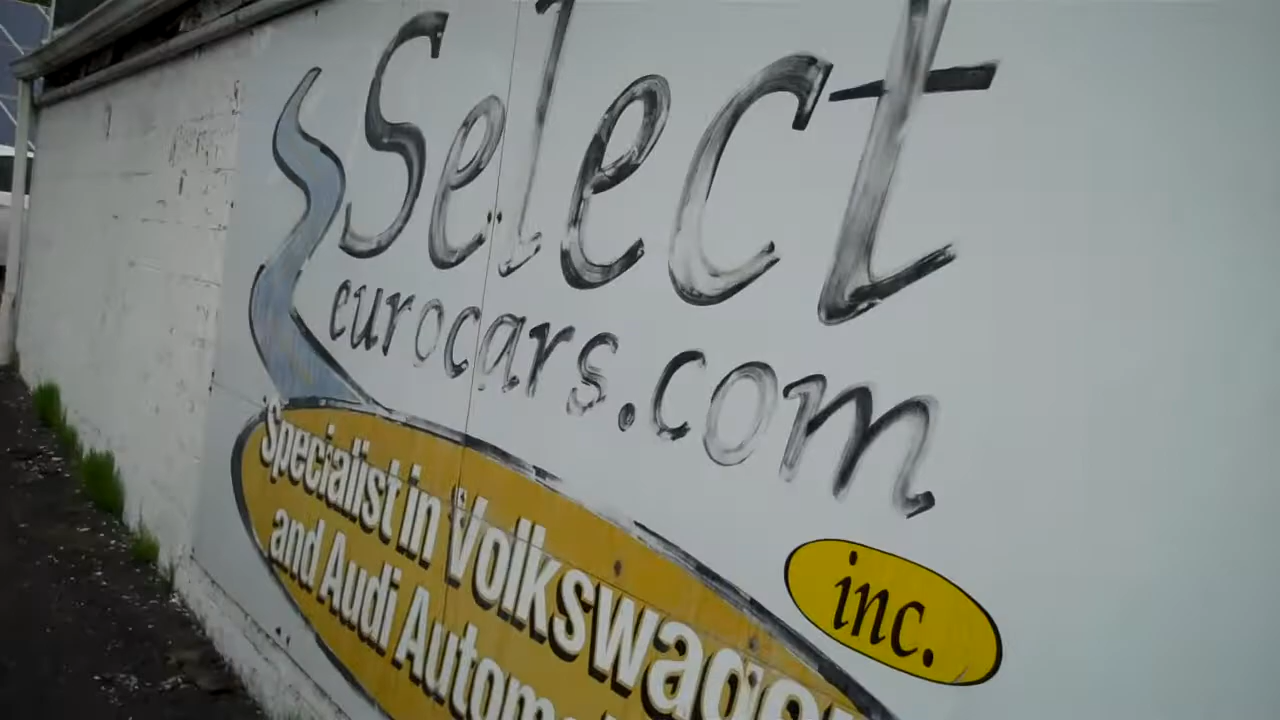 Select
eurocars.com
inc.
Specialist in Volkswagen
and Audi